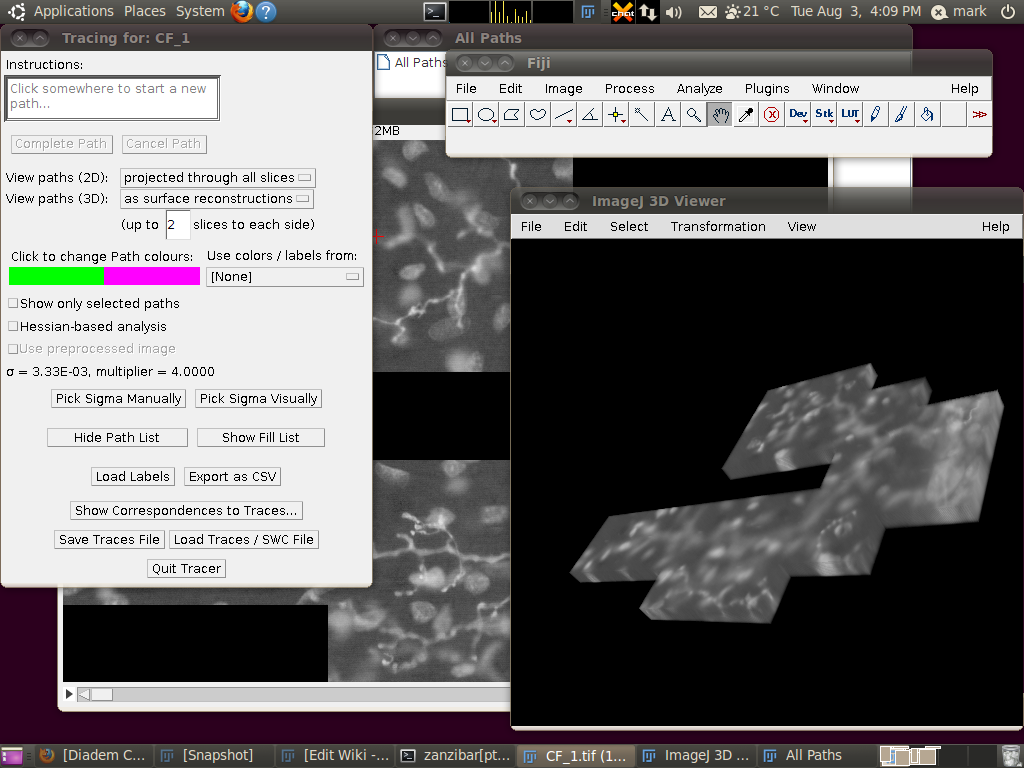 Applications Places System
21 °C Tue Aug 3, 4:09 PM mark
chat
Tracing for: CF_1
All Paths
Instructions:
Click somewhere to start a new
path...
All Paths
Fiji
File Edit Image Process Analyze Plugins Window Help
Dev Stk LUT
2MB
Complete Path Cancel Path
View paths (2D): projected through all slices
View paths (3D): as surface reconstructions
(up to 2 slices to each side)
Click to change Path colours: Use colors / labels from:
[None]
Show only selected paths
Hessian-based analysis
Use preprocessed image
σ = 3.33E-03, multiplier = 4.0000
Pick Sigma Manually Pick Sigma Visually
Hide Path List Show Fill List
Load Labels Export as CSV
Show Correspondences to Traces...
Save Traces File Load Traces / SWC File
Quit Tracer
ImageJ 3D Viewer
File Edit Select Transformation View Help
[Diadem C... [Snapshot] [Edit Wiki -... zanzibar[pt... CF_1.tif (1... ImageJ 3D ... All Paths